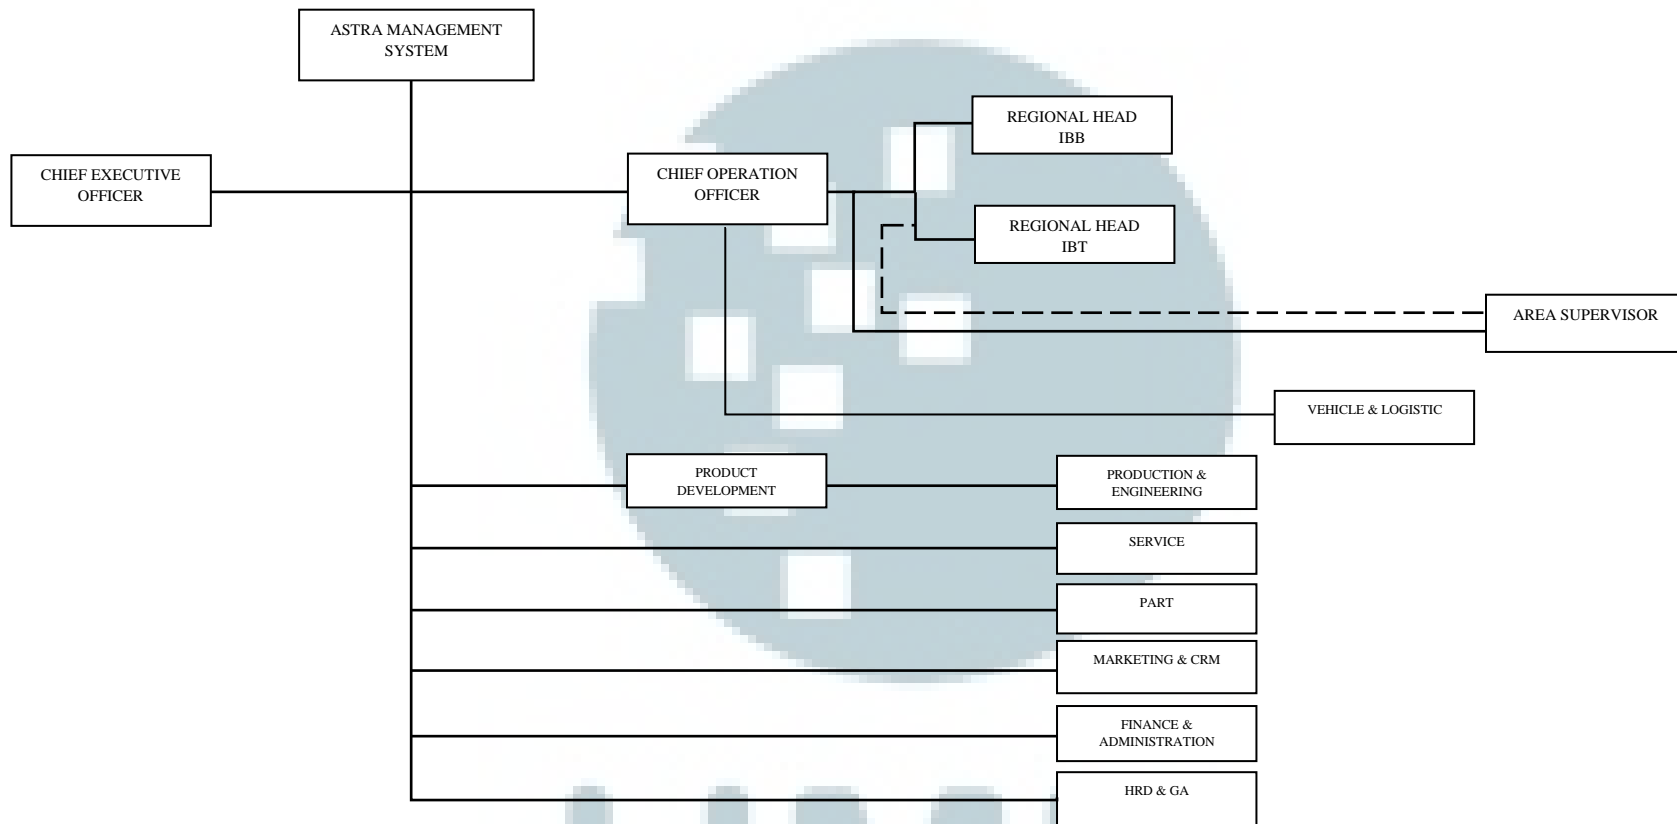 ASTRA MANAGEMENT
SYSTEM
REGIONAL HEAD
IBB
CHIEF EXECUTIVE
OFFICER
CHIEF OPERATION
OFFICER
REGIONAL HEAD
IBT
AREA SUPERVISOR
VEHICLE & LOGISTIC
PRODUCT
DEVELOPMENT
PRODUCTION &
ENGINEERING
SERVICE
PART
MARKETING & CRM
FINANCE &
ADMINISTRATION
HRD & GA